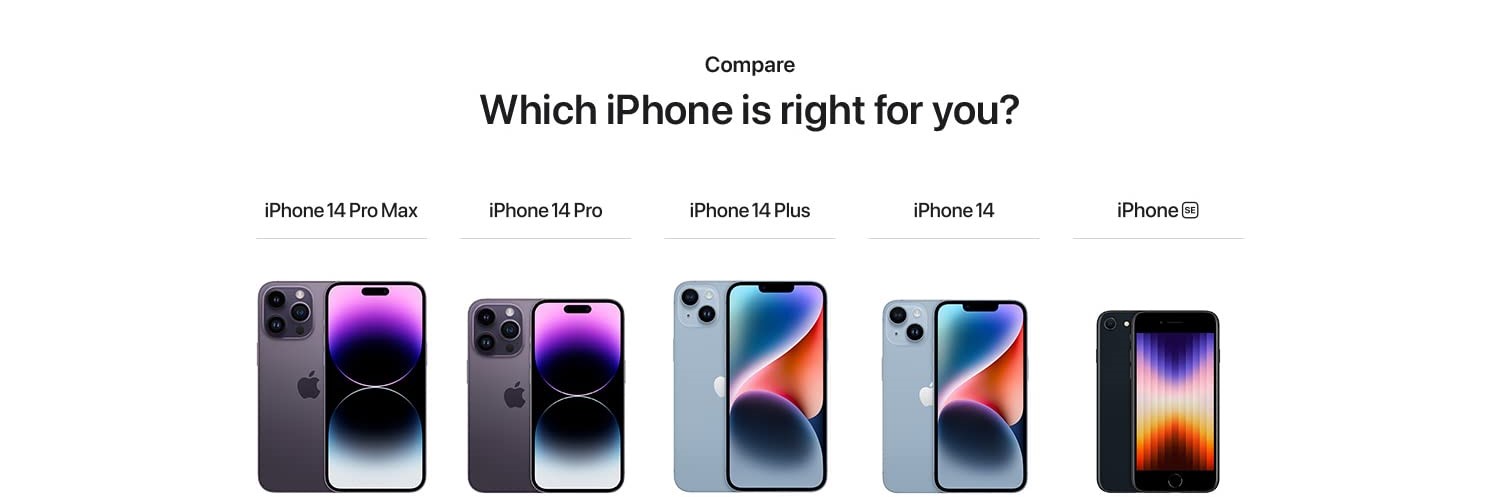 Compare
Which iPhone is right for you?
iPhone 14 Pro Max
iPhone 14 Pro
iPhone 14 Plus
iPhone 14
iPhone SE